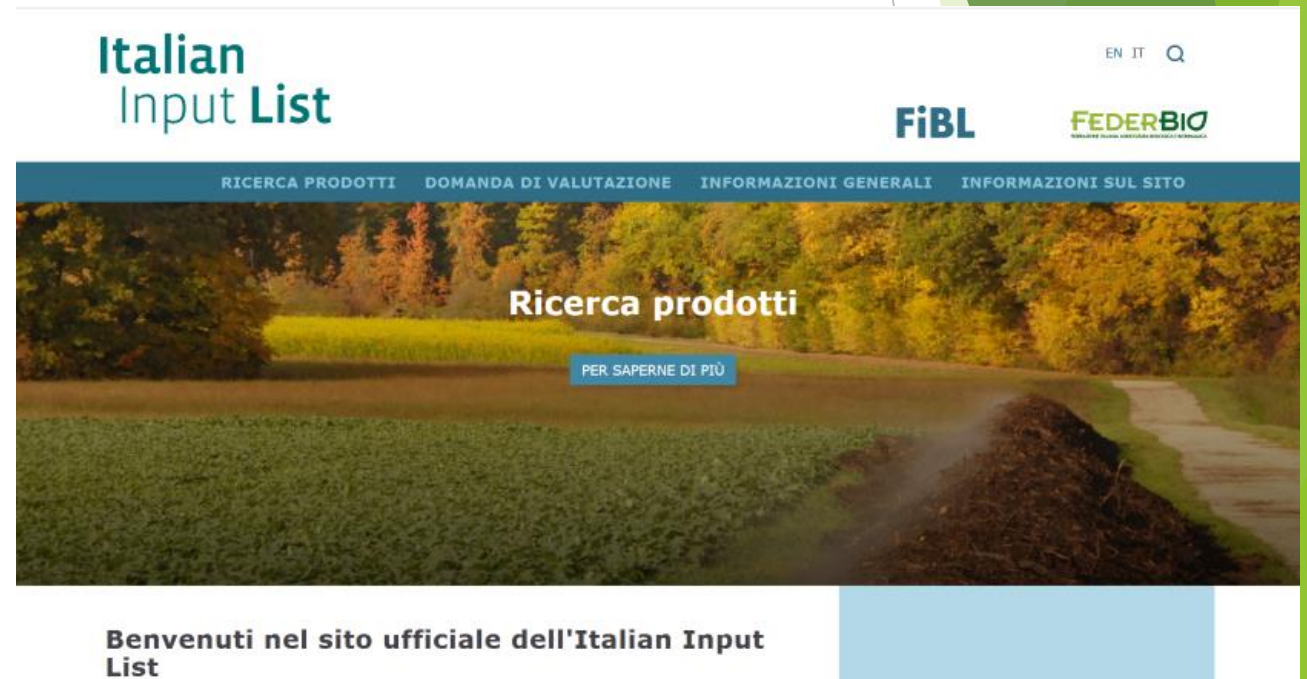 Italian
Input List
EN IT
FiBL
FEDERBIO
RICERCA PRODOTTI DOMANDA DI VALUTAZIONE INFORMAZIONI GENERALI INFORMAZIONI SUL SITO
Ricerca prodotti
PER SAPERNE DI PIÙ
Benvenuti nel sito ufficiale dell'Italian Input
List